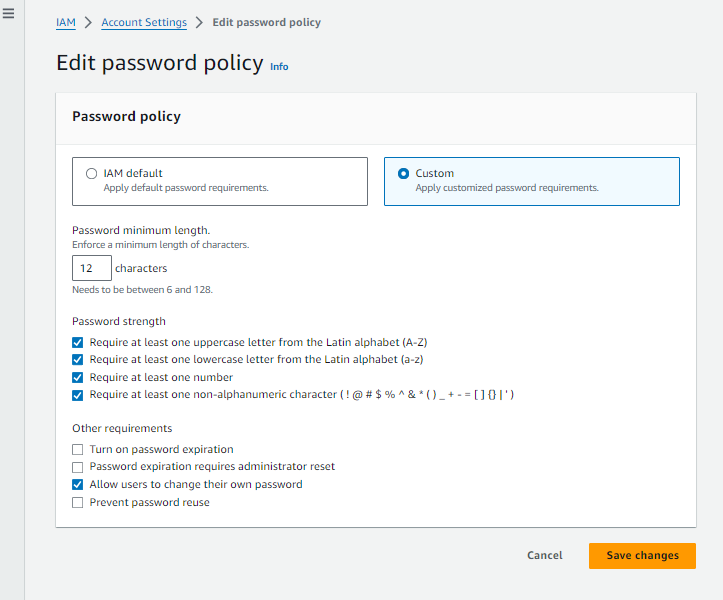 IAM > Account Settings > Edit password policy
Edit password policy Info
Password policy
IAM default
Apply default password requirements.
Custom
Apply customized password requirements.
Password minimum length.
Enforce a minimum length of characters.
12 characters
Needs to be between 6 and 128.
Password strength
Require at least one uppercase letter from the Latin alphabet (A-Z)
Require at least one lowercase letter from the Latin alphabet (a-z)
Require at least one number
Require at least one non-alphanumeric character ( ! @ # $ % ^ & * ( ) _ + - = [ ] {} | ' )
Other requirements
Turn on password expiration
Password expiration requires administrator reset
Allow users to change their own password
Prevent password reuse
Cancel
Save changes